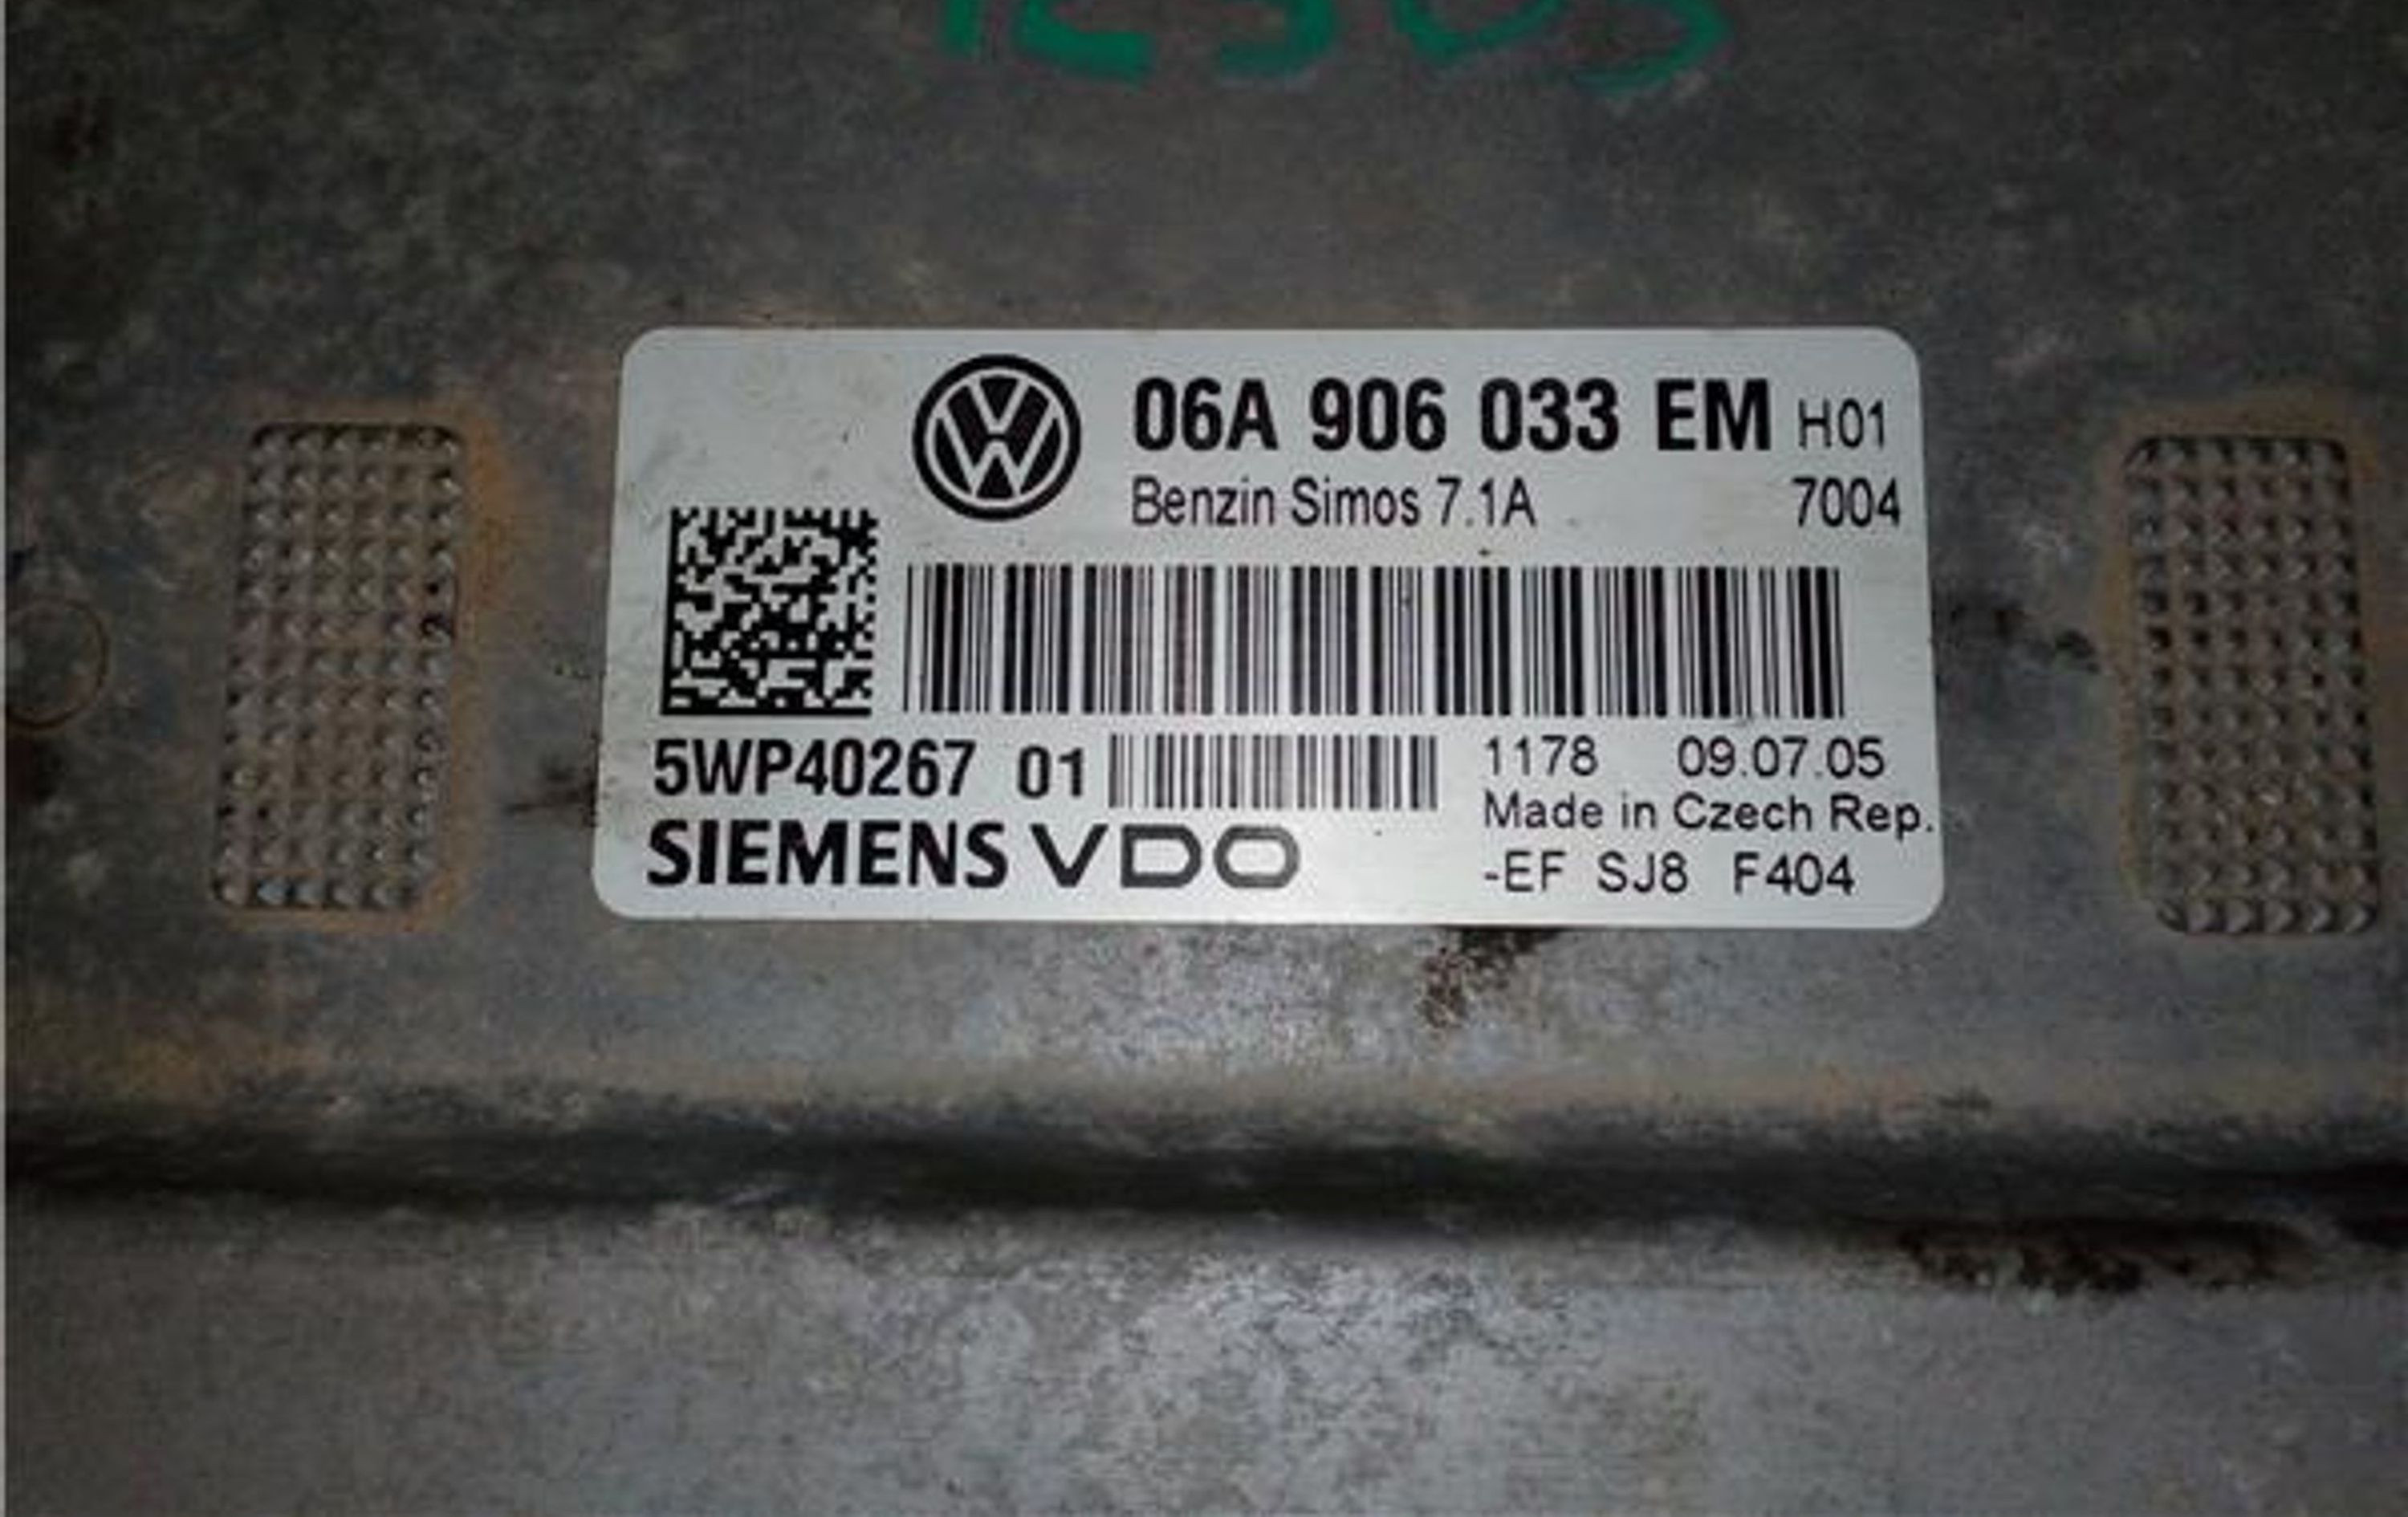 06A 906 033 EM H01
Benzin Simos 7.1A 7004
5WP40267 01 1178 09.07.05
Made in Czech Rep.
SIEMENS VDO -EF SJ8 F404